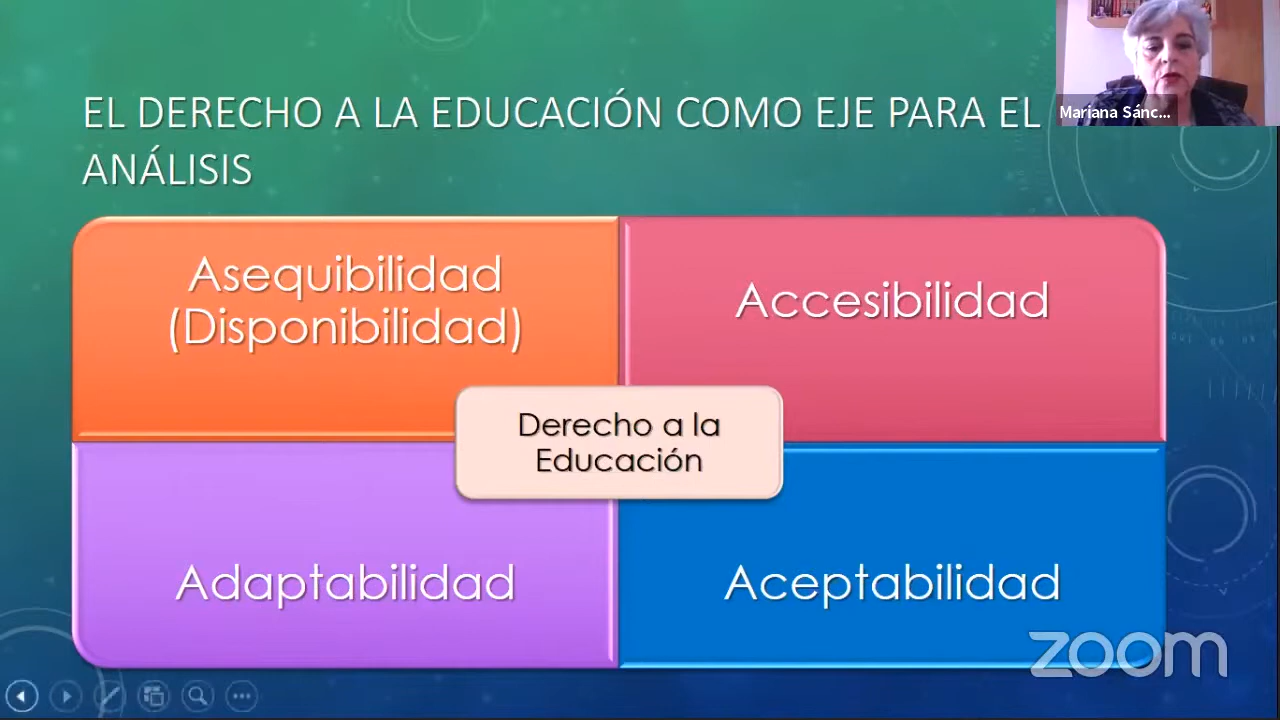 Mariana Sánc...
EL DERECHO A LA EDUCACIÓN COMO EJE PARA EL
ANÁLISIS
Asequibilidad
(Disponibilidad)
Accesibilidad
Derecho a la
Educación
Adaptabilidad
Aceptabilidad
zoom